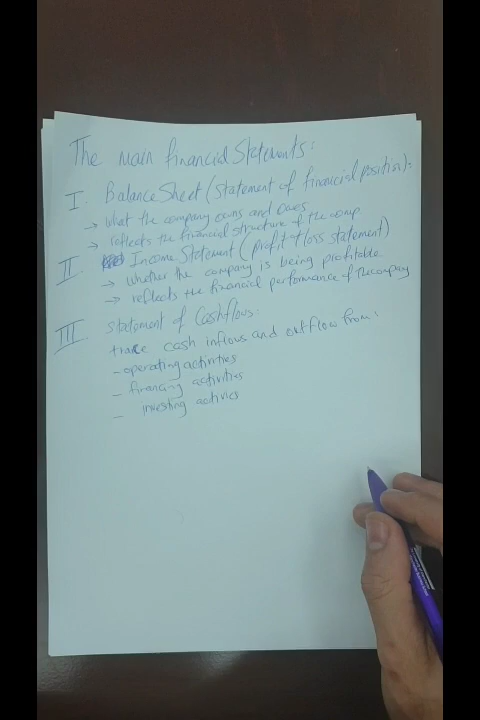 The main financial Statements:
I. Balance Sheet (statement of financial position):
→ What the company owns and owes
→ reflects the financial structure of the comp
II. Income Statement (profit & loss statement)
→ Whether the company is being profitable
→ reflects the financial performance of the company
III. Statement of Cashflows:
trace cash inflows and outflow from:
- operating activities
- financing activities
- investing activics